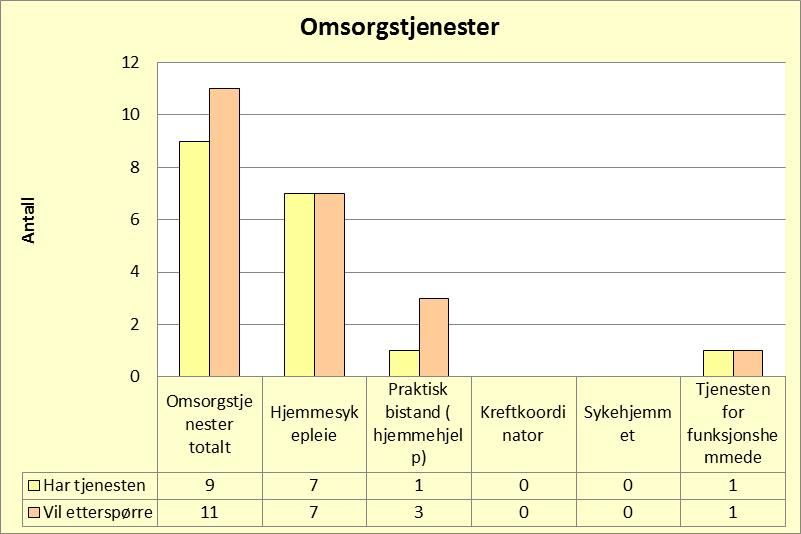 Omsorgstjenester
12
10
8
6
4
2
0
Antall
Omsorgstje
nester
totalt
Hjemmesyk
epleie
Praktisk
bistand (
hjemmehjel
p)
Kreftkoordi
nator
Sykehjemm
et
Tjenesten
for
funksjonshe
mmede
Har tjenesten 9 7 1 0 0 1
Vil etterspørre 11 7 3 0 0 1